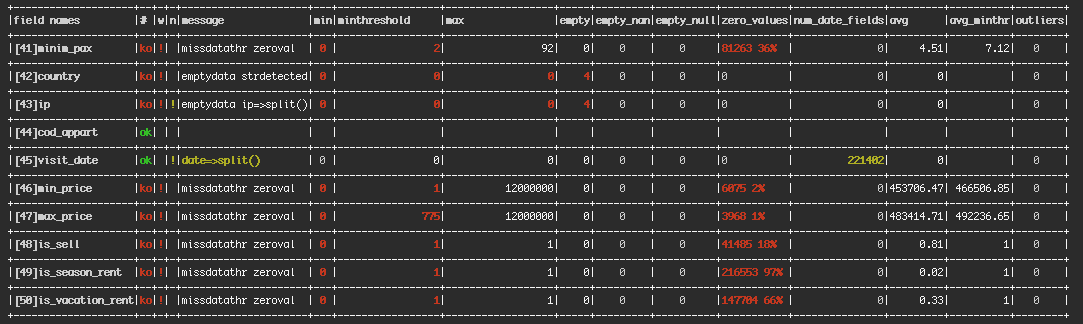 |field names |# |w|n|message |min|minthreshold |max |empty|empty_nan|empty_null|zero_values|num_date_fields|avg |avg_minthr|outliers|
|[41]minim_pax |ko|!| |missdatathr zeroval | 0 | 2| 92| 0| 0 | 0 |81263 36% | 0| 4.51| 7.12| 0 |
|[42]country |ko|!| |emptydata strdetected| 0 | 0| 0| 4| 0 | 0 |0 | 0| 0| | 0 |
|[43]ip |ko|!|!|emptydata ip=>split()| 0 | 0| 0| 4| 0 | 0 |0 | 0| 0| | 0 |
|[44]cod_appart |ok| | | | | | | | | | | | | | |
|[45]visit_date |ok| |!|date=>split() | 0 | 0| 0| 0| 0 | 0 |0 | 221402| 0| | 0 |
|[46]min_price |ko|!| |missdatathr zeroval | 0 | 1| 12000000| 0| 0 | 0 |6075 2% | 0|453706.47| 466506.85| 0 |
|[47]max_price |ko|!| |missdatathr zeroval | 0 | 775| 12000000| 0| 0 | 0 |3968 1% | 0|483414.71| 492236.65| 0 |
|[48]is_sell |ko|!| |missdatathr zeroval | 0 | 1| 1| 0| 0 | 0 |41485 18% | 0| 0.81| 1| 0 |
|[49]is_season_rent |ko|!| |missdatathr zeroval | 0 | 1| 1| 0| 0 | 0 |216553 97% | 0| 0.02| 1| 0 |
|[50]is_vacation_rent|ko|!| |missdatathr zeroval | 0 | 1| 1| 0| 0 | 0 |147704 66% | 0| 0.33| 1| 0 |